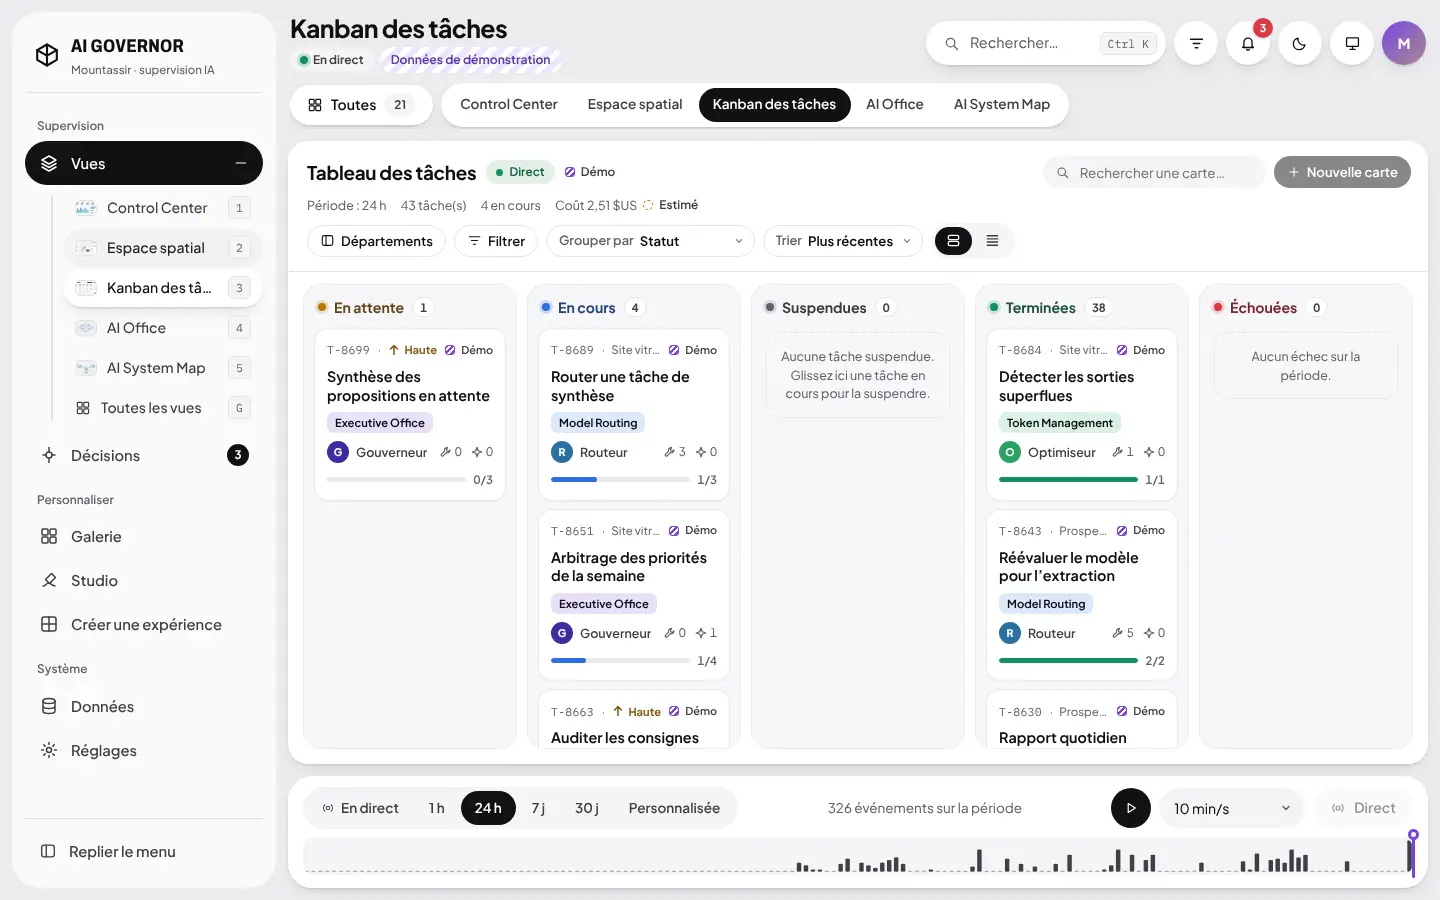 AI GOVERNOR
Mountassir · supervision IA
Supervision
Vues
Control Center 1
Espace spatial 2
Kanban des tâ... 3
AI Office 4
AI System Map 5
Toutes les vues G
Décisions 3
Personnaliser
Galerie
Studio
Créer une expérience
Système
Données
Réglages
Replier le menu
Kanban des tâches
En direct Données de démonstration
Rechercher... Ctrl K
3
M
Toutes 21
Control Center Espace spatial Kanban des tâches AI Office AI System Map
Tableau des tâches Direct Démo
Rechercher une carte...
Nouvelle carte
Période : 24 h 43 tâche(s) 4 en cours Coût 2,51 $US Estimé
Départements Filtrer Grouper par Statut Trier Plus récentes
En attente 1
T-8699 · Haute Démo
Synthèse des
propositions en attente
Executive Office
G Gouverneur 0 0
0/3
En cours 4
T-8689 · Site vitr... Démo
Router une tâche de
synthèse
Model Routing
R Routeur 3 0
1/3
T-8651 · Site vitr... Démo
Arbitrage des priorités
de la semaine
Executive Office
G Gouverneur 0 1
1/4
T-8663 · Haute Démo
Auditer les consignes
Suspendues 0
Aucune tâche suspendue.
Glissez ici une tâche en
cours pour la suspendre.
Terminées 38
T-8684 · Site vitr... Démo
Détecter les sorties
superflues
Token Management
O Optimiseur 1 0
1/1
T-8643 · Prospe... Démo
Réévaluer le modèle
pour l’extraction
Model Routing
R Routeur 5 0
2/2
T-8630 · Prospe... Démo
Rapport quotidien
Échouées 0
Aucun échec sur la
période.
En direct 1 h 24 h 7 j 30 j Personnalisée
326 événements sur la période
10 min/s
Direct